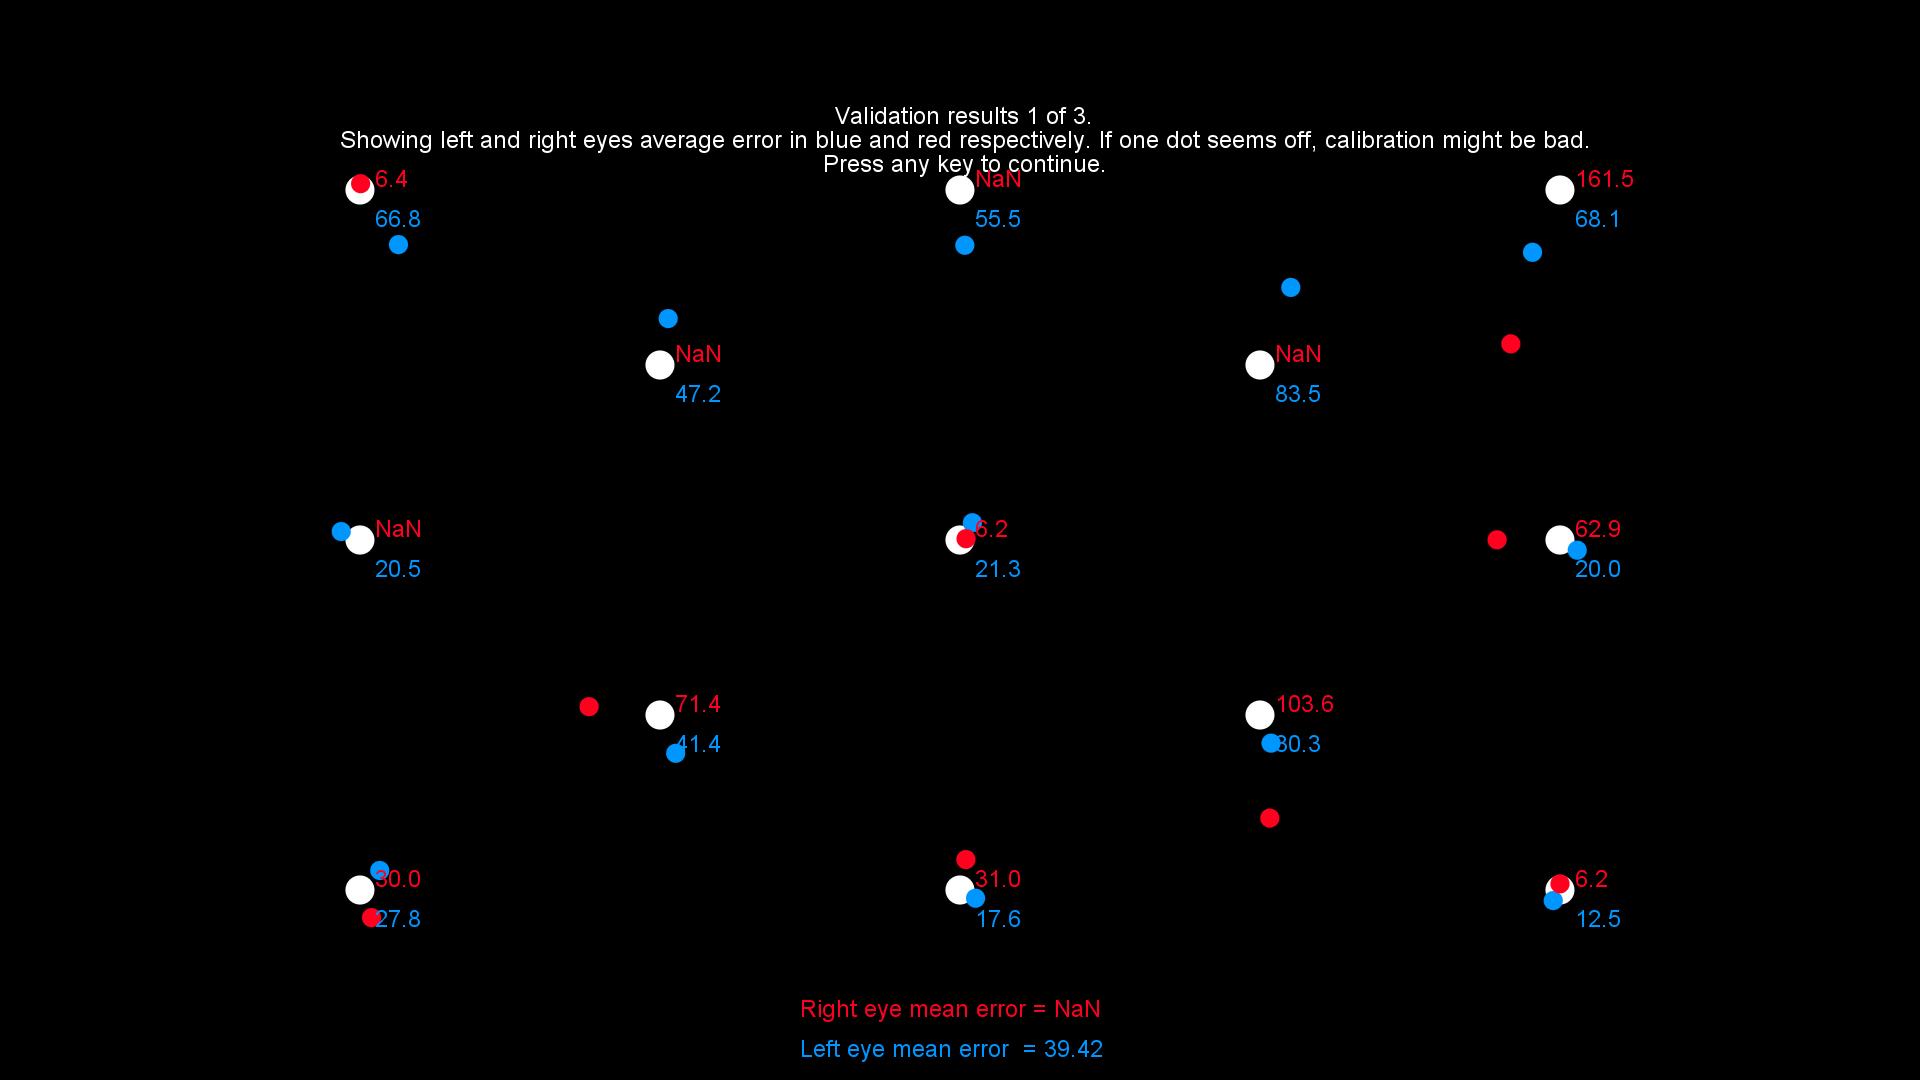 Validation results 1 of 3.
Showing left and right eyes average error in blue and red respectively. If one dot seems off, calibration might be bad.
Press any key to continue.
6.4
NaN
161.5
66.8
55.5
68.1
NaN
NaN
47.2
83.5
NaN
6.2
62.9
20.5
21.3
20.0
71.4
103.6
41.4
30.3
30.0
31.0
6.2
27.8
17.6
12.5
Right eye mean error = NaN
Left eye mean error = 39.42